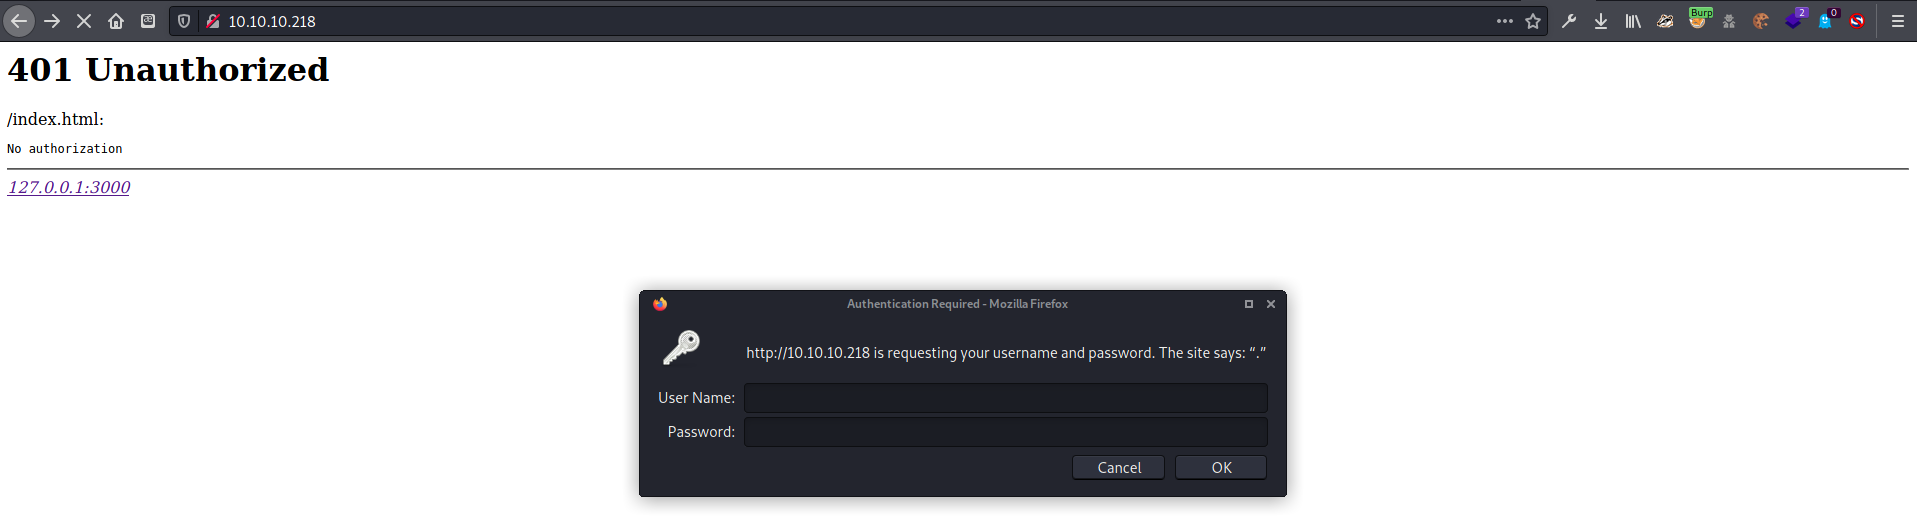 10.10.10.218
Burp
2
0
401 Unauthorized
/index.html:
No authorization
127.0.0.1:3000
Authentication Required - Mozilla Firefox
http://10.10.10.218 is requesting your username and password. The site says: “.”
User Name:
Password:
Cancel
OK